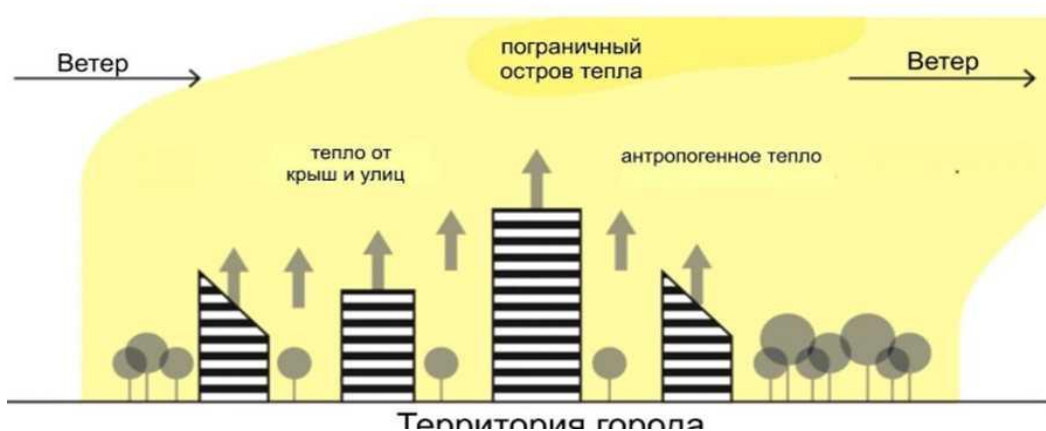 пограничный
остров тепла
Ветер
Ветер
тепло от
крыш и улиц
антропогенное тепло
Территория города